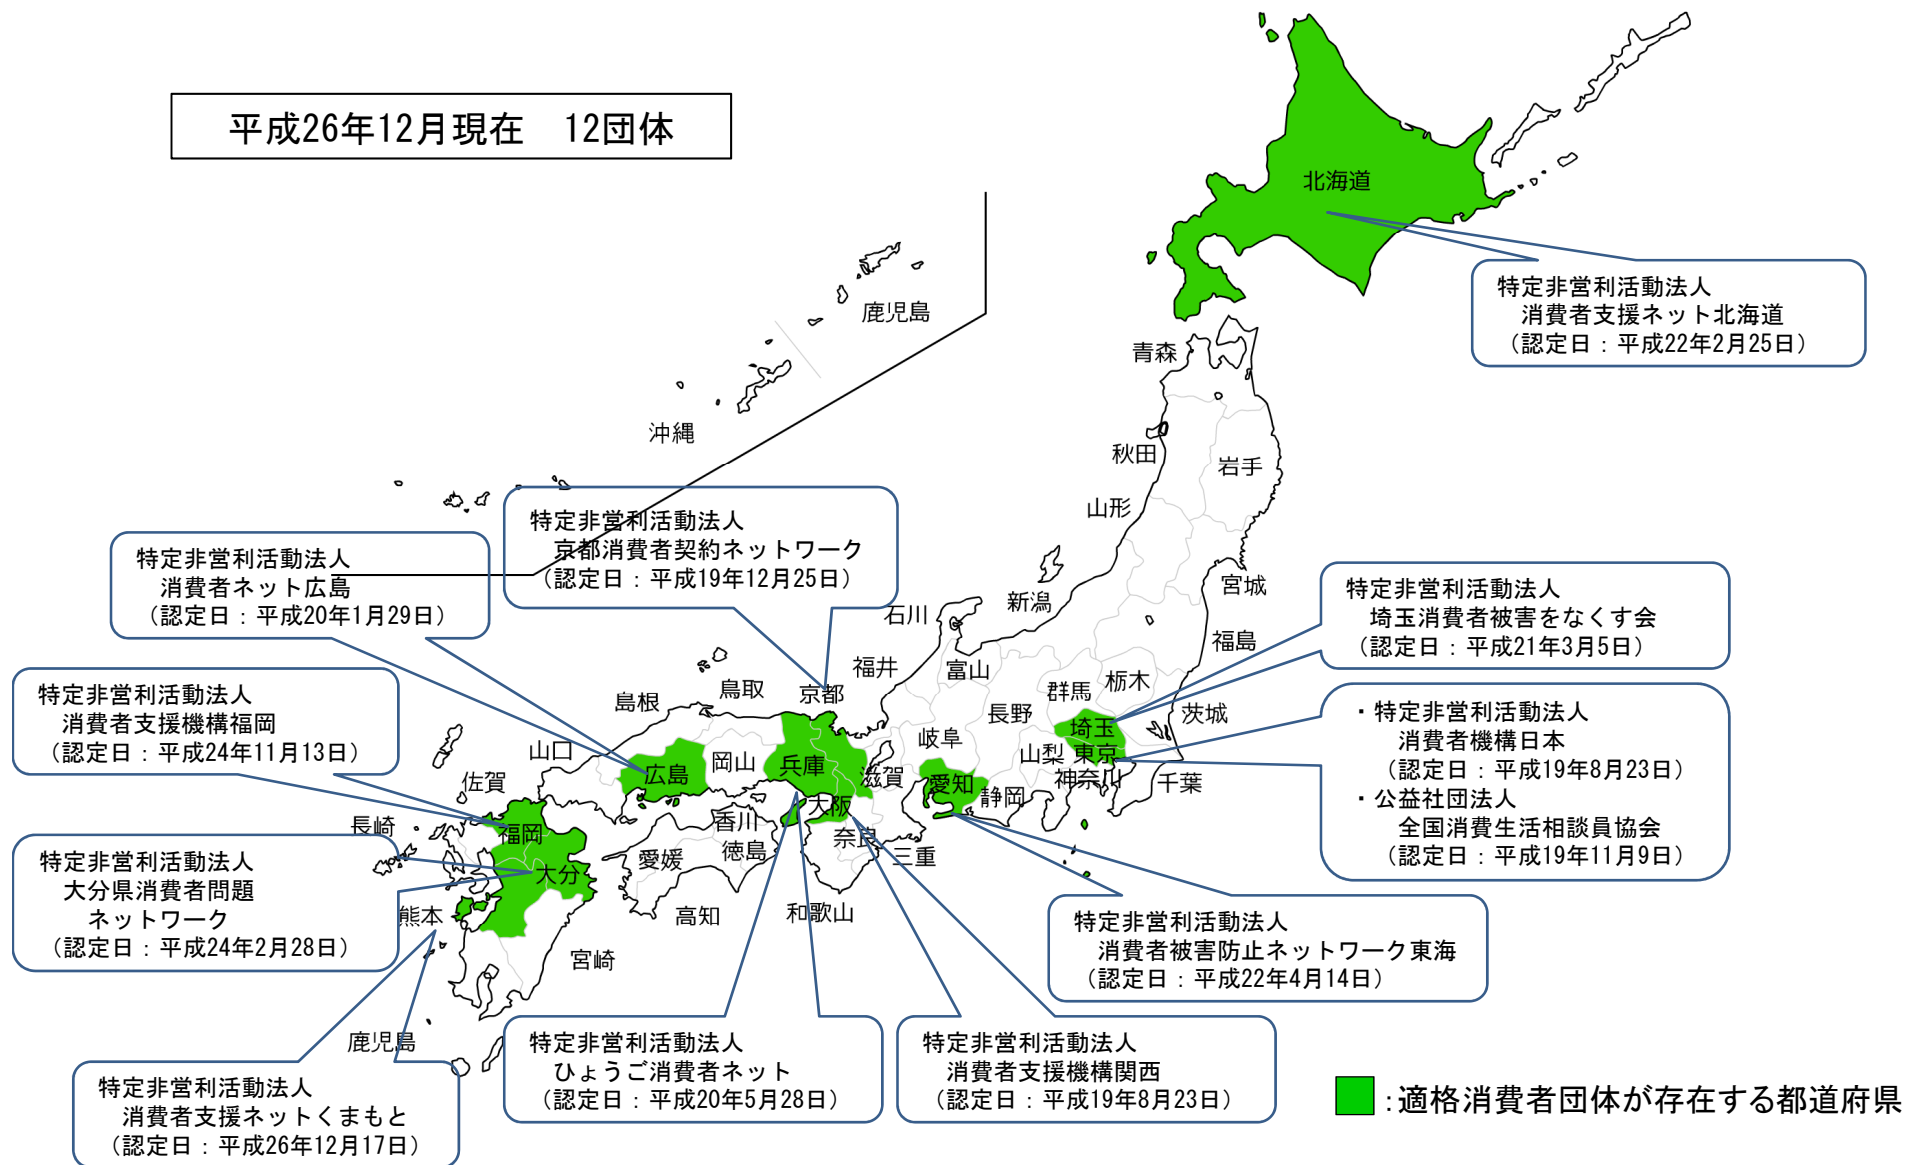 平成26年12月現在　12団体
北海道
特定非営利活動法人
消費者支援ネット北海道
（認定日：平成22年2月25日）
鹿児島
青森
沖縄
秋田
岩手
山形
特定非営利活動法人
京都消費者契約ネットワーク
（認定日：平成19年12月25日）
特定非営利活動法人
消費者ネット広島
（認定日：平成20年1月29日）
宮城
新潟
石川
福島
特定非営利活動法人
埼玉消費者被害をなくす会
（認定日：平成21年3月5日）
福井
富山
群馬
栃木
茨城
特定非営利活動法人
消費者支援機構福岡
（認定日：平成24年11月13日）
島根
鳥取
京都
長野
埼玉
・特定非営利活動法人
消費者機構日本
（認定日：平成19年8月23日）
・公益社団法人
全国消費生活相談員協会
（認定日：平成19年11月9日）
山口
広島
岡山
兵庫
滋賀
岐阜
愛知
静岡
山梨
東京
神奈川
千葉
佐賀
長崎
福岡
大分
香川
愛媛
徳島
高知
大阪
奈良
三重
和歌山
特定非営利活動法人
大分県消費者問題
ネットワーク
（認定日：平成24年2月28日）
熊本
宮崎
鹿児島
特定非営利活動法人
消費者被害防止ネットワーク東海
（認定日：平成22年4月14日）
特定非営利活動法人
ひょうご消費者ネット
（認定日：平成20年5月28日）
特定非営利活動法人
消費者支援機構関西
（認定日：平成19年8月23日）
特定非営利活動法人
消費者支援ネットくまもと
（認定日：平成26年12月17日）
：適格消費者団体が存在する都道府県